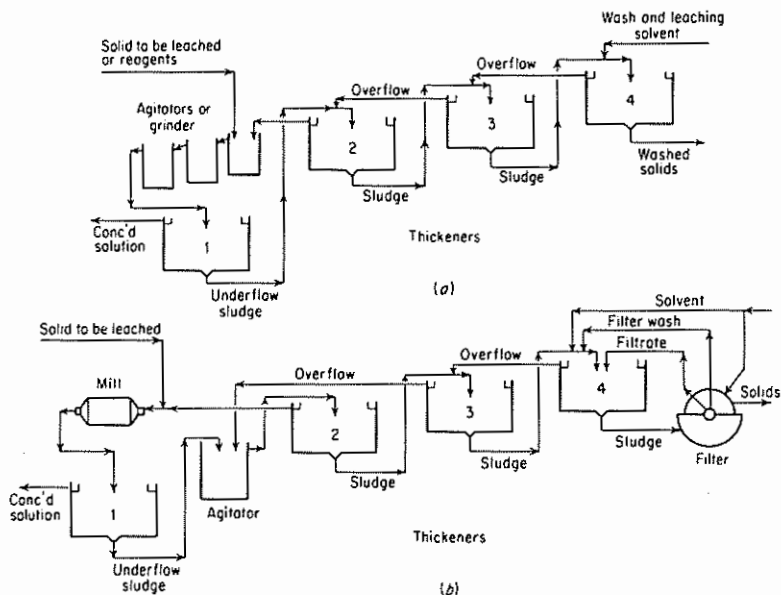 Wash and leaching
solvent
Solid to be leached
or reagents
Overflow
Overflow
Agitators or
grinder
4
3
2
Washed
solids
Sludge
Sludge
Conc'd
solution
1
Thickeners
Underflow
sludge
(a)
Solvent
Solid to be leached
Filter wash
Filtrate
Overflow
Overflow
Mill
4
Solids
3
2
Sludge
Filter
Sludge
Sludge
Conc'd
solution
1
Agitator
Thickeners
Underflow
sludge
(b)